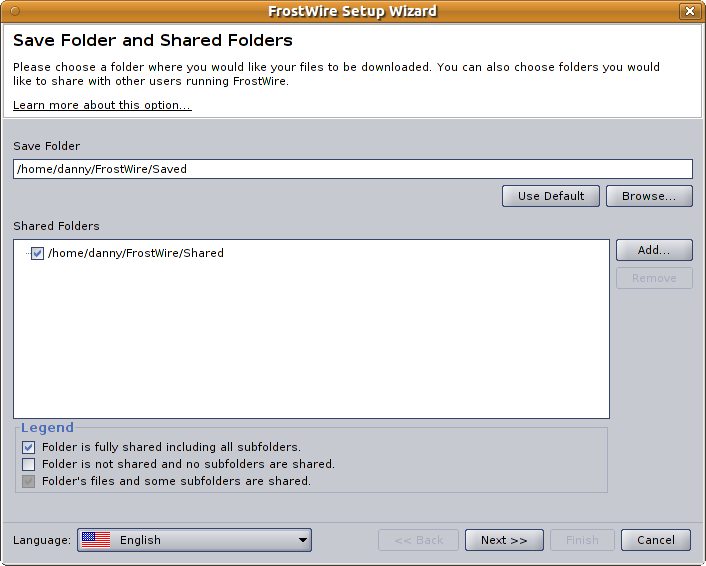 FrostWire Setup Wizard
Save Folder and Shared Folders
Please choose a folder where you would like your files to be downloaded. You can also choose folders you would
like to share with other users running FrostWire.
Learn more about this option...
Save Folder
/home/danny/FrostWire/Saved
Use Default
Browse...
Shared Folders
/home/danny/FrostWire/Shared
Add...
Remove
Legend
Folder is fully shared including all subfolders.
Folder is not shared and no subfolders are shared.
Folder's files and some subfolders are shared.
Language:
English
<< Back
Next >>
Finish
Cancel